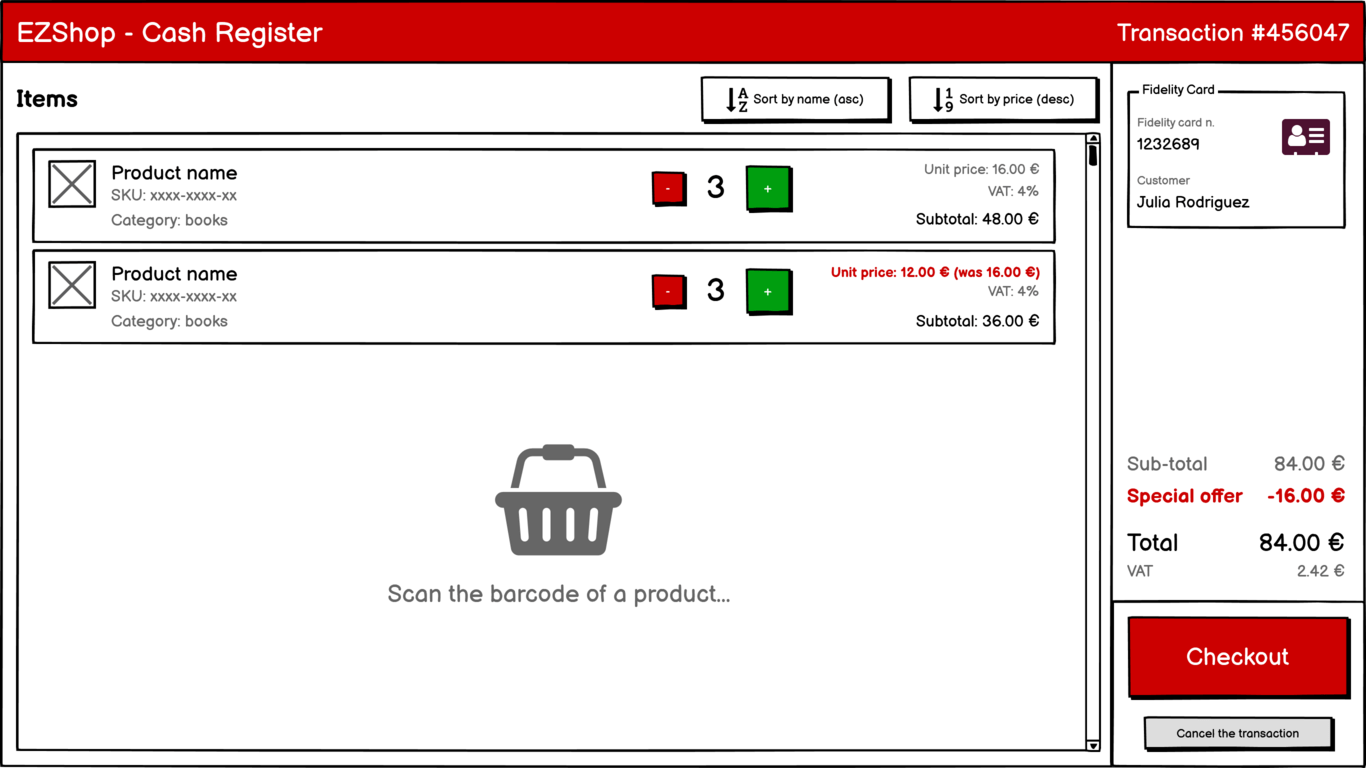 EZShop - Cash Register
Transaction #456047
Items
Sort by name (asc)
Sort by price (desc)
Product name
SKU: xxxx-xxxx-xx
Category: books
-
3
+
Unit price: 16.00 €
VAT: 4%
Subtotal: 48.00 €
Product name
SKU: xxxx-xxxx-xx
Category: books
-
3
+
Unit price: 12.00 € (was 16.00 €)
VAT: 4%
Subtotal: 36.00 €
Scan the barcode of a product...
Fidelity Card
Fidelity card n.
1232689
Customer
Julia Rodriguez
Sub-total 84.00 €
Special offer -16.00 €
Total 84.00 €
VAT 2.42 €
Checkout
Cancel the transaction